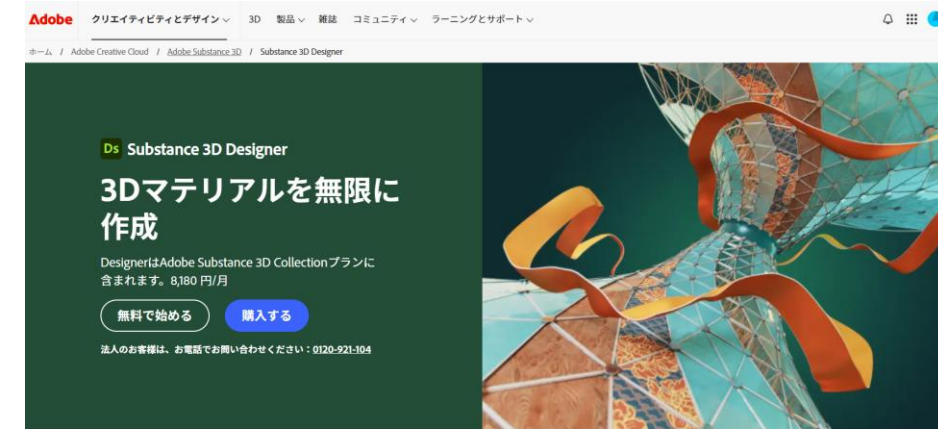 Adobe クリエイティビティとデザイン 3D 製品 雑誌 コミュニティ ラーニングとサポート
ホーム / Adobe Creative Cloud / Adobe Substance 3D / Substance 3D Designer
Ds Substance 3D Designer
3Dマテリアルを無限に
作成
DesignerはAdobe Substance 3D Collectionプランに
含まれます。8,180 円/月
無料で始める 購入する
法人のお客様は、お電話でお問い合わせください：0120-921-104